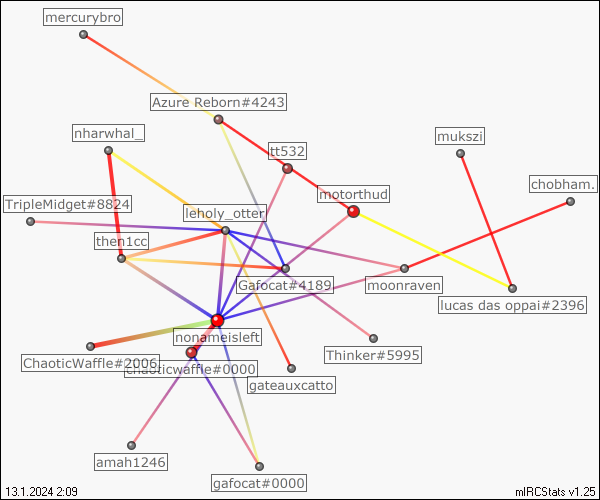 mercurybro
Azure Reborn#4243
nharwhal_
mukszi
tt532
chobham.
motorthud
TripleMidget#8824
leholy_otter
then1cc
Gafocat#4189
moonraven
lucas das oppai#2396
nonameisleft
Thinker#5995
ChaoticWaffle#2006
chaoticwaffle#0000
gateauxcatto
amah1246
gafocat#0000
13.1.2024 2:09
mIRCStats v1.25